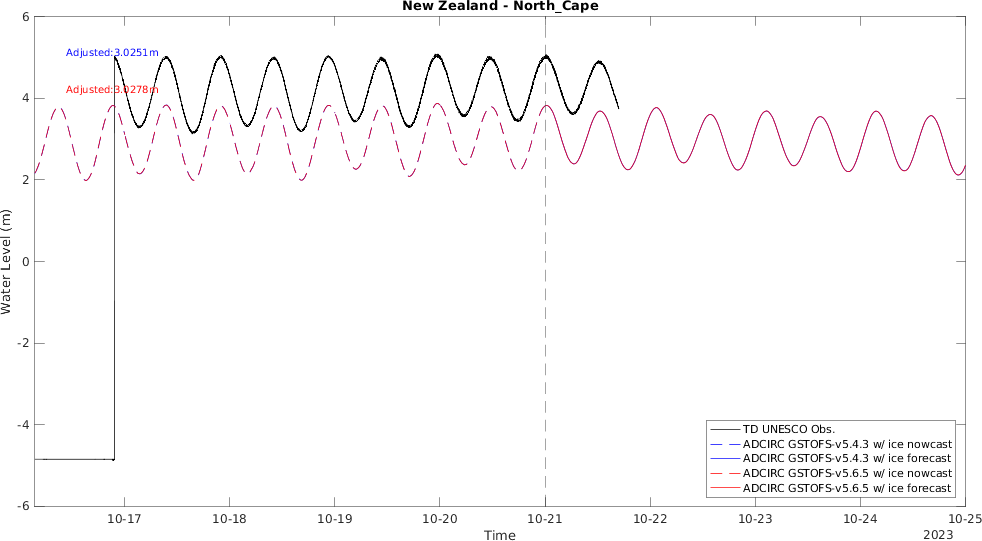 New Zealand - North_Cape
6
Adjusted:3.0251m
Adjusted:3.0278m
4
2
0
-2
-4
-6
Water Level (m)
TD UNESCO Obs.
ADCIRC GSTOFS-v5.4.3 w/ ice nowcast
ADCIRC GSTOFS-v5.4.3 w/ ice forecast
ADCIRC GSTOFS-v5.6.5 w/ ice nowcast
ADCIRC GSTOFS-v5.6.5 w/ ice forecast
10-17 10-18 10-19 10-20 10-21 10-22 10-23 10-24 10-25
Time
2023